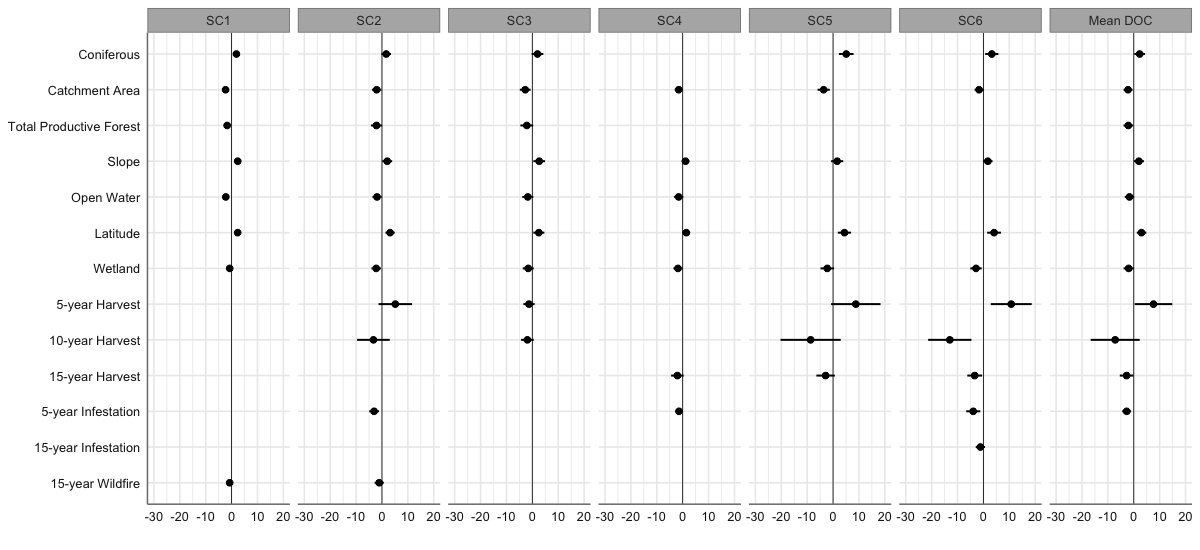 SC1 SC2 SC3 SC4 SC5 SC6 Mean DOC
Coniferous
Catchment Area
Total Productive Forest
Slope
Open Water
Latitude
Wetland
5-year Harvest
10-year Harvest
15-year Harvest
5-year Infestation
15-year Infestation
15-year Wildfire
-30 -20 -10 0 10 20 -30 -20 -10 0 10 20 -30 -20 -10 0 10 20 -30 -20 -10 0 10 20 -30 -20 -10 0 10 20 -30 -20 -10 0 10 20 -30 -20 -10 0 10 20